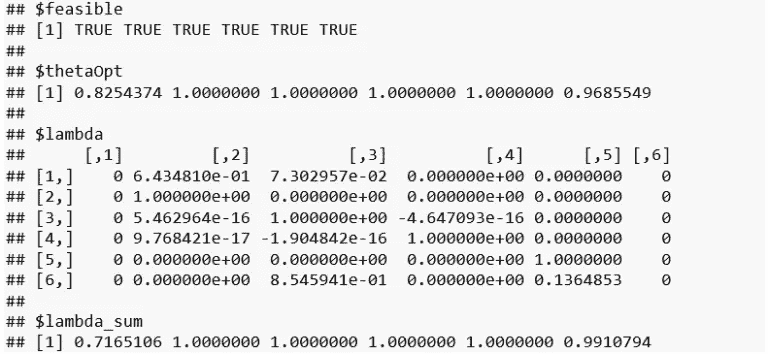 ## $feasible
## [1] TRUE TRUE TRUE TRUE TRUE TRUE
##
## $thetaOpt
## [1] 0.8254374 1.0000000 1.0000000 1.0000000 1.0000000 0.9685549
##
## $lambda
##      [,1]         [,2]          [,3]          [,4]      [,5] [,6]
## [1,]    0 6.434810e-01  7.302957e-02  0.000000e+00 0.0000000    0
## [2,]    0 1.000000e+00  0.000000e+00  0.000000e+00 0.0000000    0
## [3,]    0 5.462964e-16  1.000000e+00 -4.647093e-16 0.0000000    0
## [4,]    0 9.768421e-17 -1.904842e-16  1.000000e+00 0.0000000    0
## [5,]    0 0.000000e+00  0.000000e+00  0.000000e+00 1.0000000    0
## [6,]    0 0.000000e+00  8.545941e-01  0.000000e+00 0.1364853    0
##
## $lambda_sum
## [1] 0.7165106 1.0000000 1.0000000 1.0000000 1.0000000 0.9910794